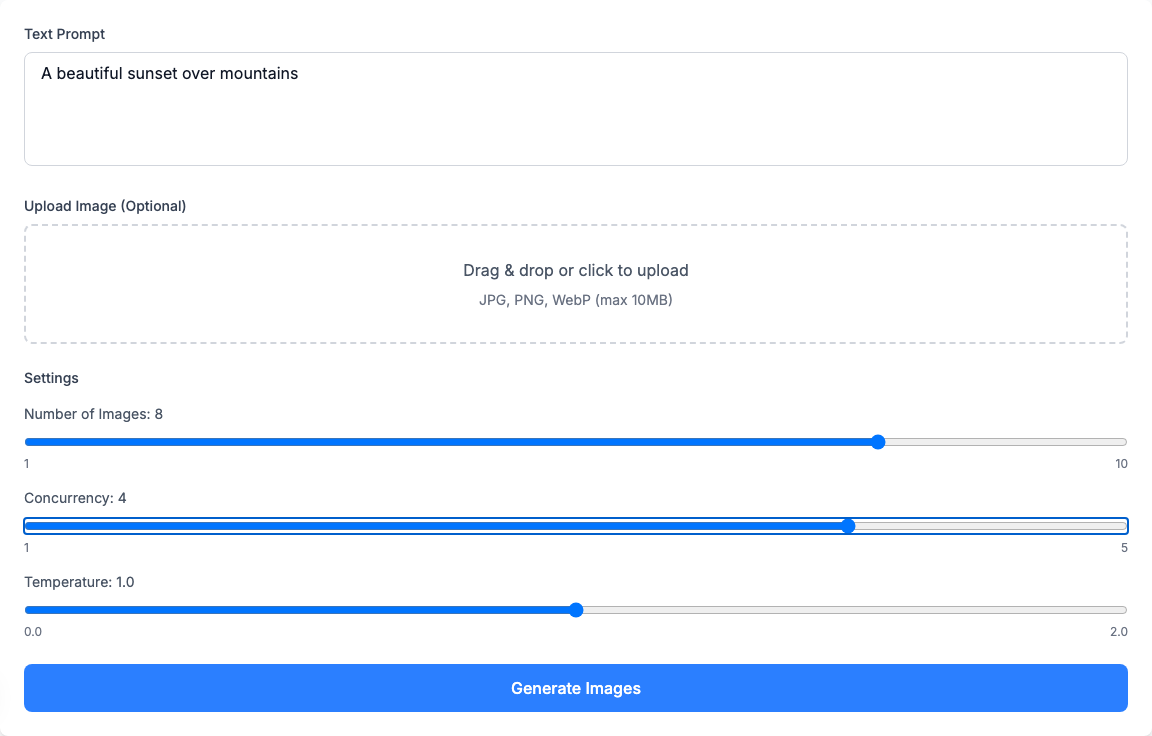 Text Prompt
A beautiful sunset over mountains
Upload Image (Optional)
Drag & drop or click to upload
JPG, PNG, WebP (max 10MB)
Settings
Number of Images: 8
1 10
Concurrency: 4
1 5
Temperature: 1.0
0.0 2.0
Generate Images